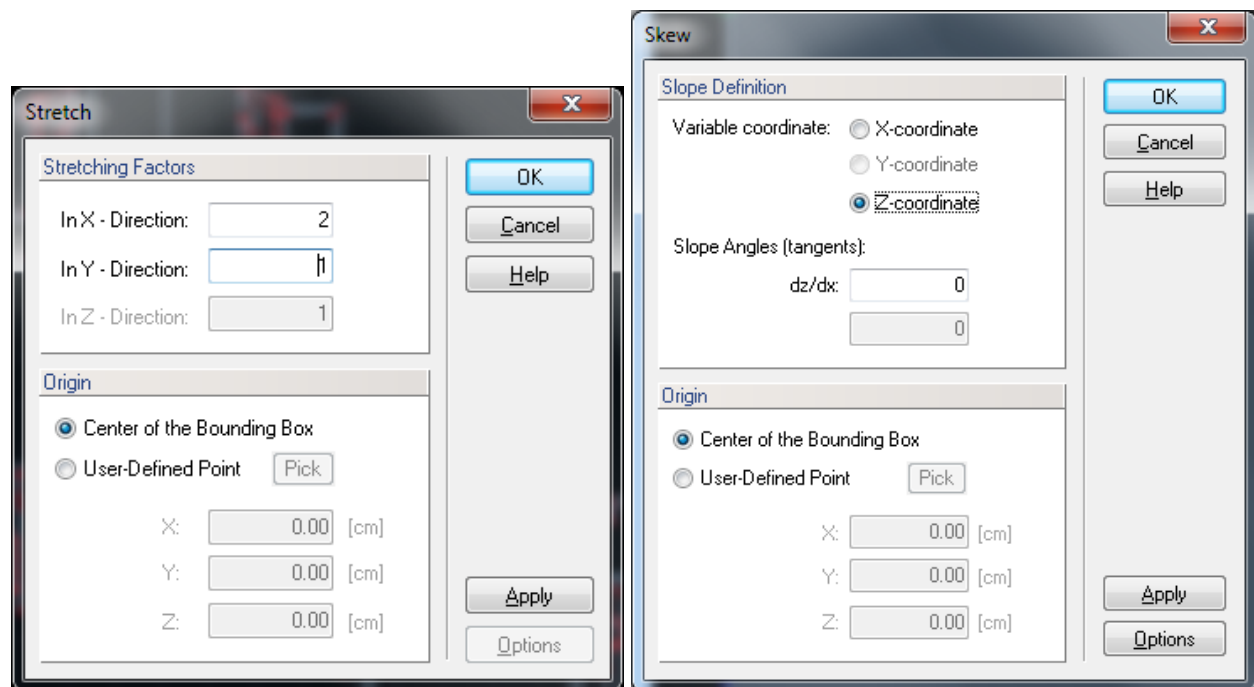 Stretch
Stretching Factors
In X - Direction: 2
In Y - Direction: 1
In Z - Direction: 1
Origin
Center of the Bounding Box
User-Defined Point Pick
X: 0.00 [cm]
Y: 0.00 [cm]
Z: 0.00 [cm]
OK
Cancel
Help
Apply
Options
Skew
Slope Definition
Variable coordinate: X-coordinate
Y-coordinate
Z-coordinate
Slope Angles (tangents):
dz/dx: 0
0
Origin
Center of the Bounding Box
User-Defined Point Pick
X: 0.00 [cm]
Y: 0.00 [cm]
Z: 0.00 [cm]
OK
Cancel
Help
Apply
Options